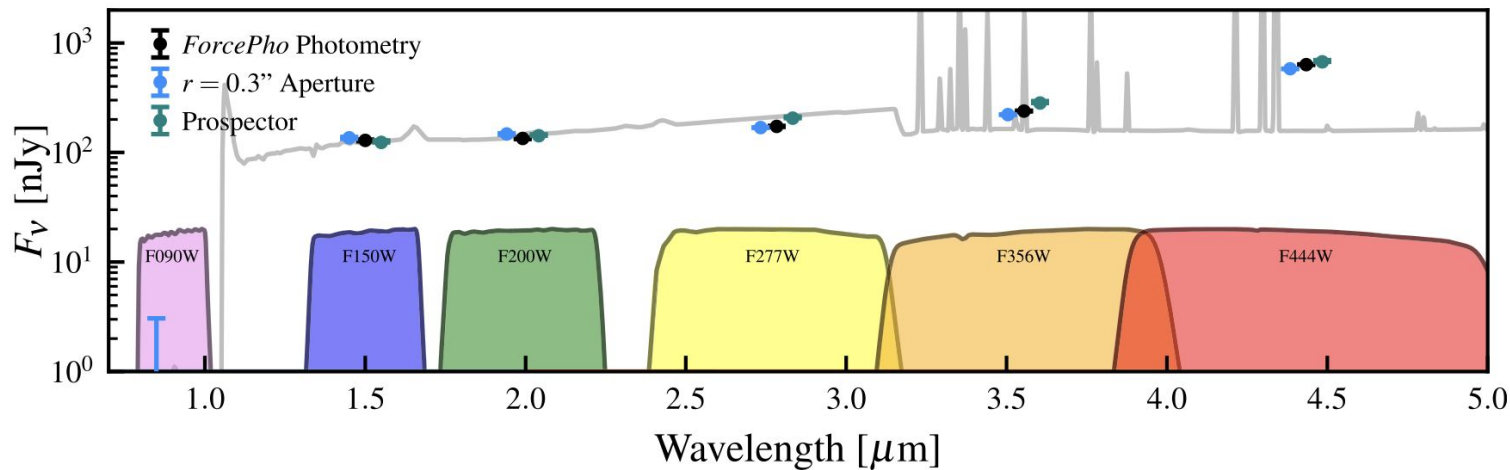 ForcePho Photometry
r = 0.3” Aperture
Prospector
10³
10²
10¹
10⁰
Fν [nJy]
F090W
F150W
F200W
F277W
F356W
F444W
1.0 1.5 2.0 2.5 3.0 3.5 4.0 4.5 5.0
Wavelength [μm]